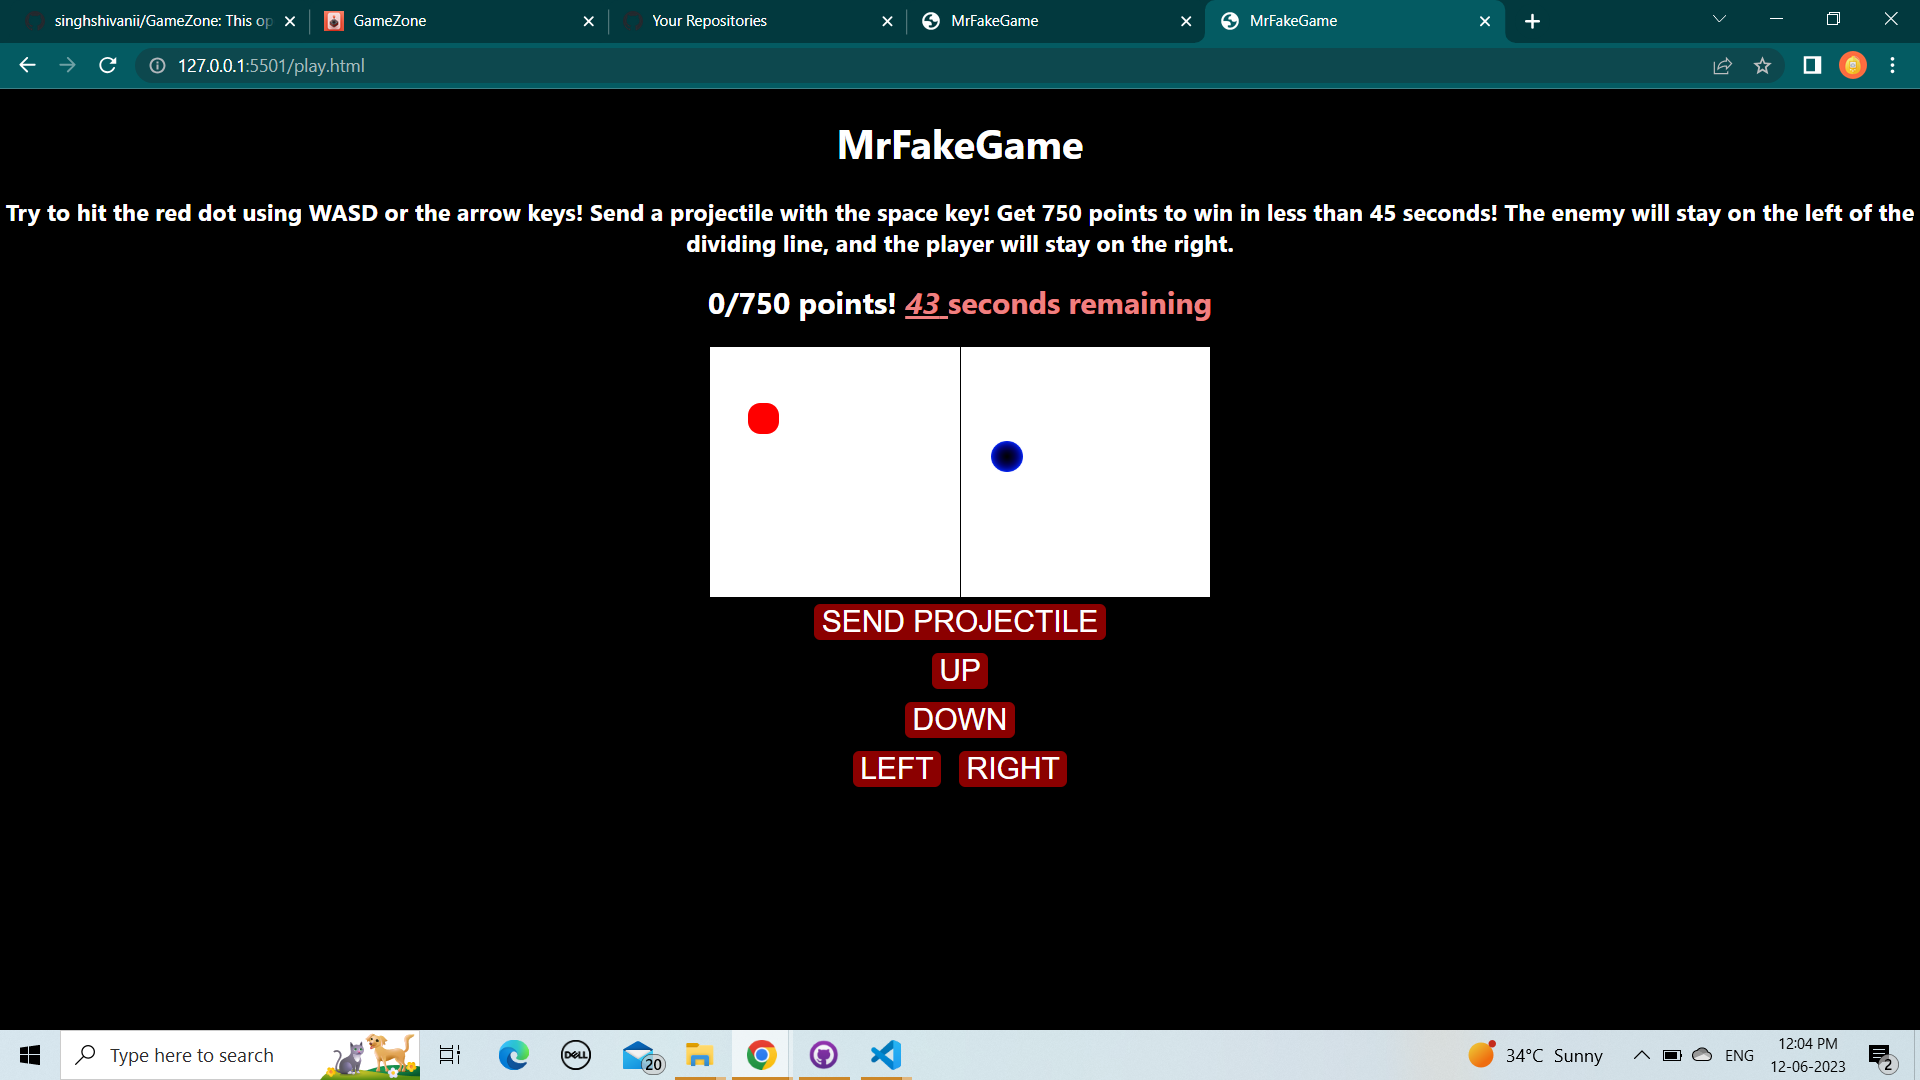 singhshivanii/GameZone: This op
GameZone
Your Repositories
MrFakeGame
MrFakeGame
127.0.0.1:5501/play.html
MrFakeGame
Try to hit the red dot using WASD or the arrow keys! Send a projectile with the space key! Get 750 points to win in less than 45 seconds! The enemy will stay on the left of the
dividing line, and the player will stay on the right.
0/750 points! 43 seconds remaining
SEND PROJECTILE
UP
DOWN
LEFT RIGHT
Type here to search
DELL
20
34°C Sunny
ENG
12:04 PM
12-06-2023
2